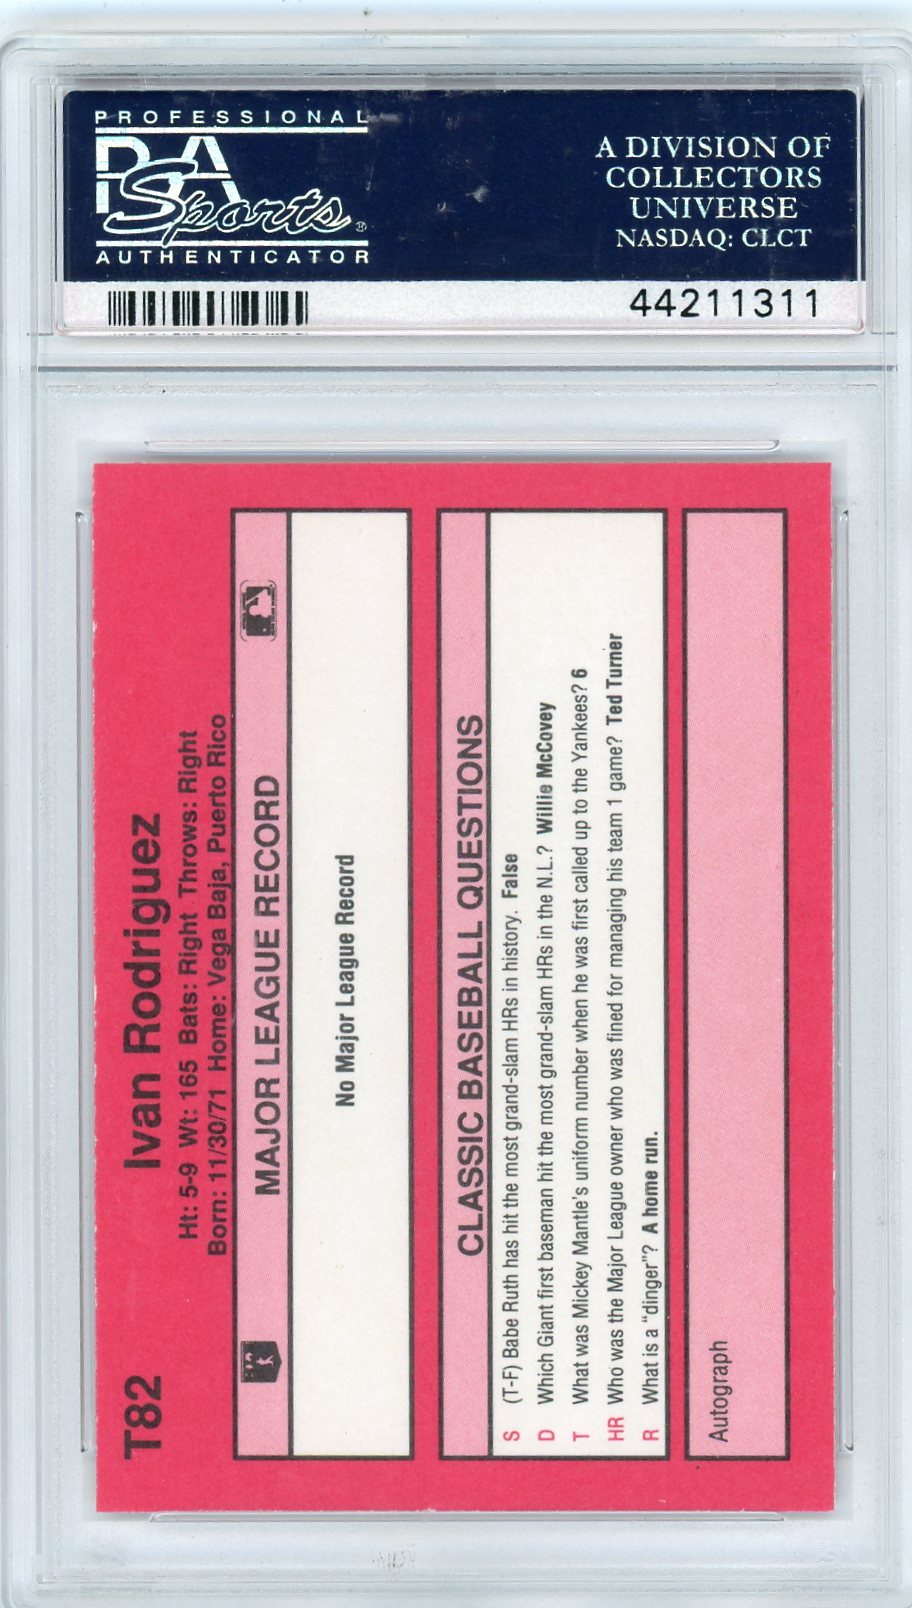 PROFESSIONAL
PSA
Sports®
AUTHENTICATOR
A DIVISION OF
COLLECTORS
UNIVERSE
NASDAQ: CLCT
44211311
T82
Ivan Rodriguez
Ht: 5-9 Wt: 165 Bats: Right Throws: Right
Born: 11/30/71 Home: Vega Baja, Puerto Rico
MAJOR LEAGUE RECORD
No Major League Record
CLASSIC BASEBALL QUESTIONS
S (T-F) Babe Ruth has hit the most grand-slam HRs in history. False
D Which Giant first baseman hit the most grand-slam HRs in the N.L.? Willie McCovey
T What was Mickey Mantle's uniform number when he was first called up to the Yankees? 6
HR Who was the Major League owner who was fined for managing his team 1 game? Ted Turner
R What is a "dinger"? A home run.
Autograph